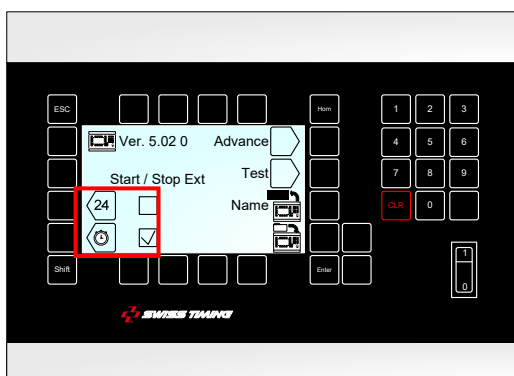 ESC
Horn
1 2 3
Ver. 5.02 0 Advance
4 5 6
Start / Stop Ext Test
7 8 9
24 Name
CLR 0
Shift
Enter
1
0
SWISS TIMING